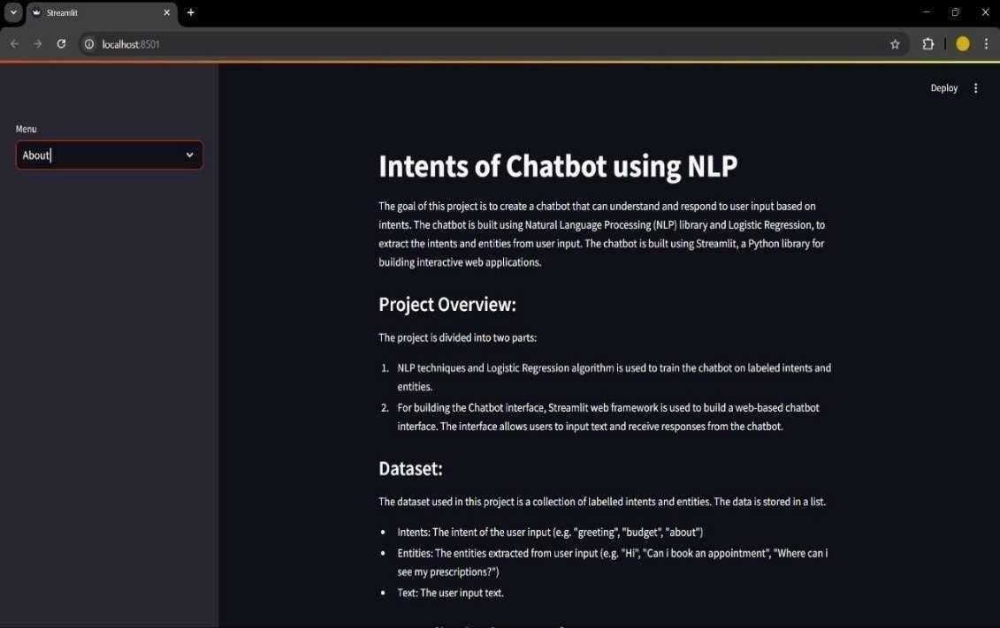 Streamlit
localhost:8501
Deploy
Menu
About
Intents of Chatbot using NLP
The goal of this project is to create a chatbot that can understand and respond to user input based on
intents. The chatbot is built using Natural Language Processing (NLP) library and Logistic Regression, to
extract the intents and entities from user input. The chatbot is built using Streamlit, a Python library for
building interactive web applications.
Project Overview:
The project is divided into two parts:
1. NLP techniques and Logistic Regression algorithm is used to train the chatbot on labeled intents and
entities.
2. For building the Chatbot interface, Streamlit web framework is used to build a web-based chatbot
interface. The interface allows users to input text and receive responses from the chatbot.
Dataset:
The dataset used in this project is a collection of labelled intents and entities. The data is stored in a list.
• Intents: The intent of the user input (e.g. "greeting", "budget", "about")
• Entities: The entities extracted from user input (e.g. "Hi", "Can i book an appointment", "Where can i
see my prescriptions?")
• Text: The user input text.